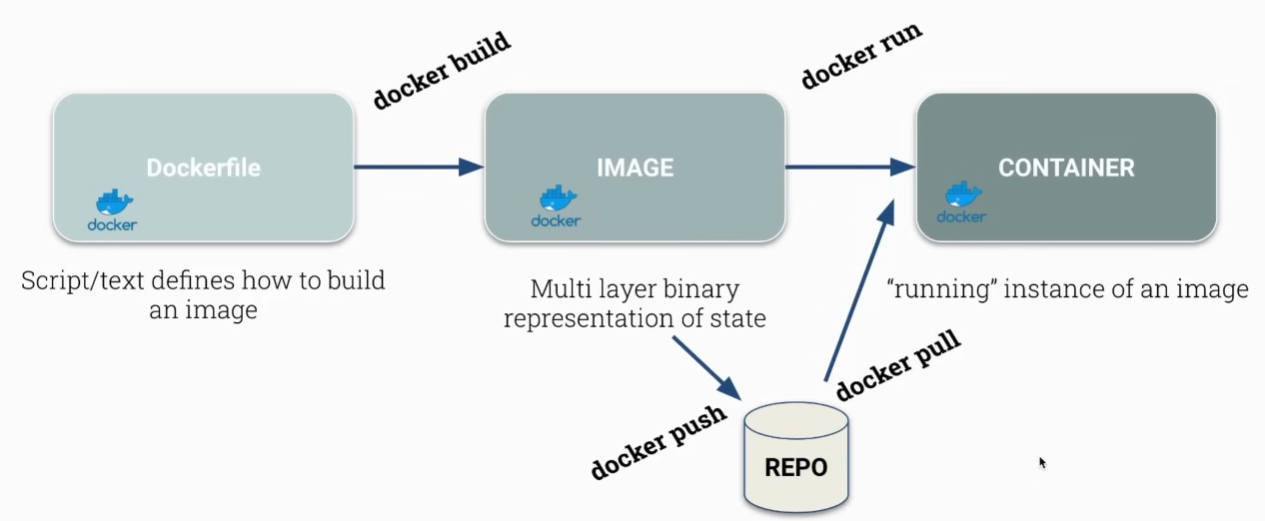 docker build
docker run
Dockerfile
docker
IMAGE
docker
CONTAINER
docker
Script/text defines how to build
an image
Multi layer binary
representation of state
“running” instance of an image
docker push
docker pull
REPO